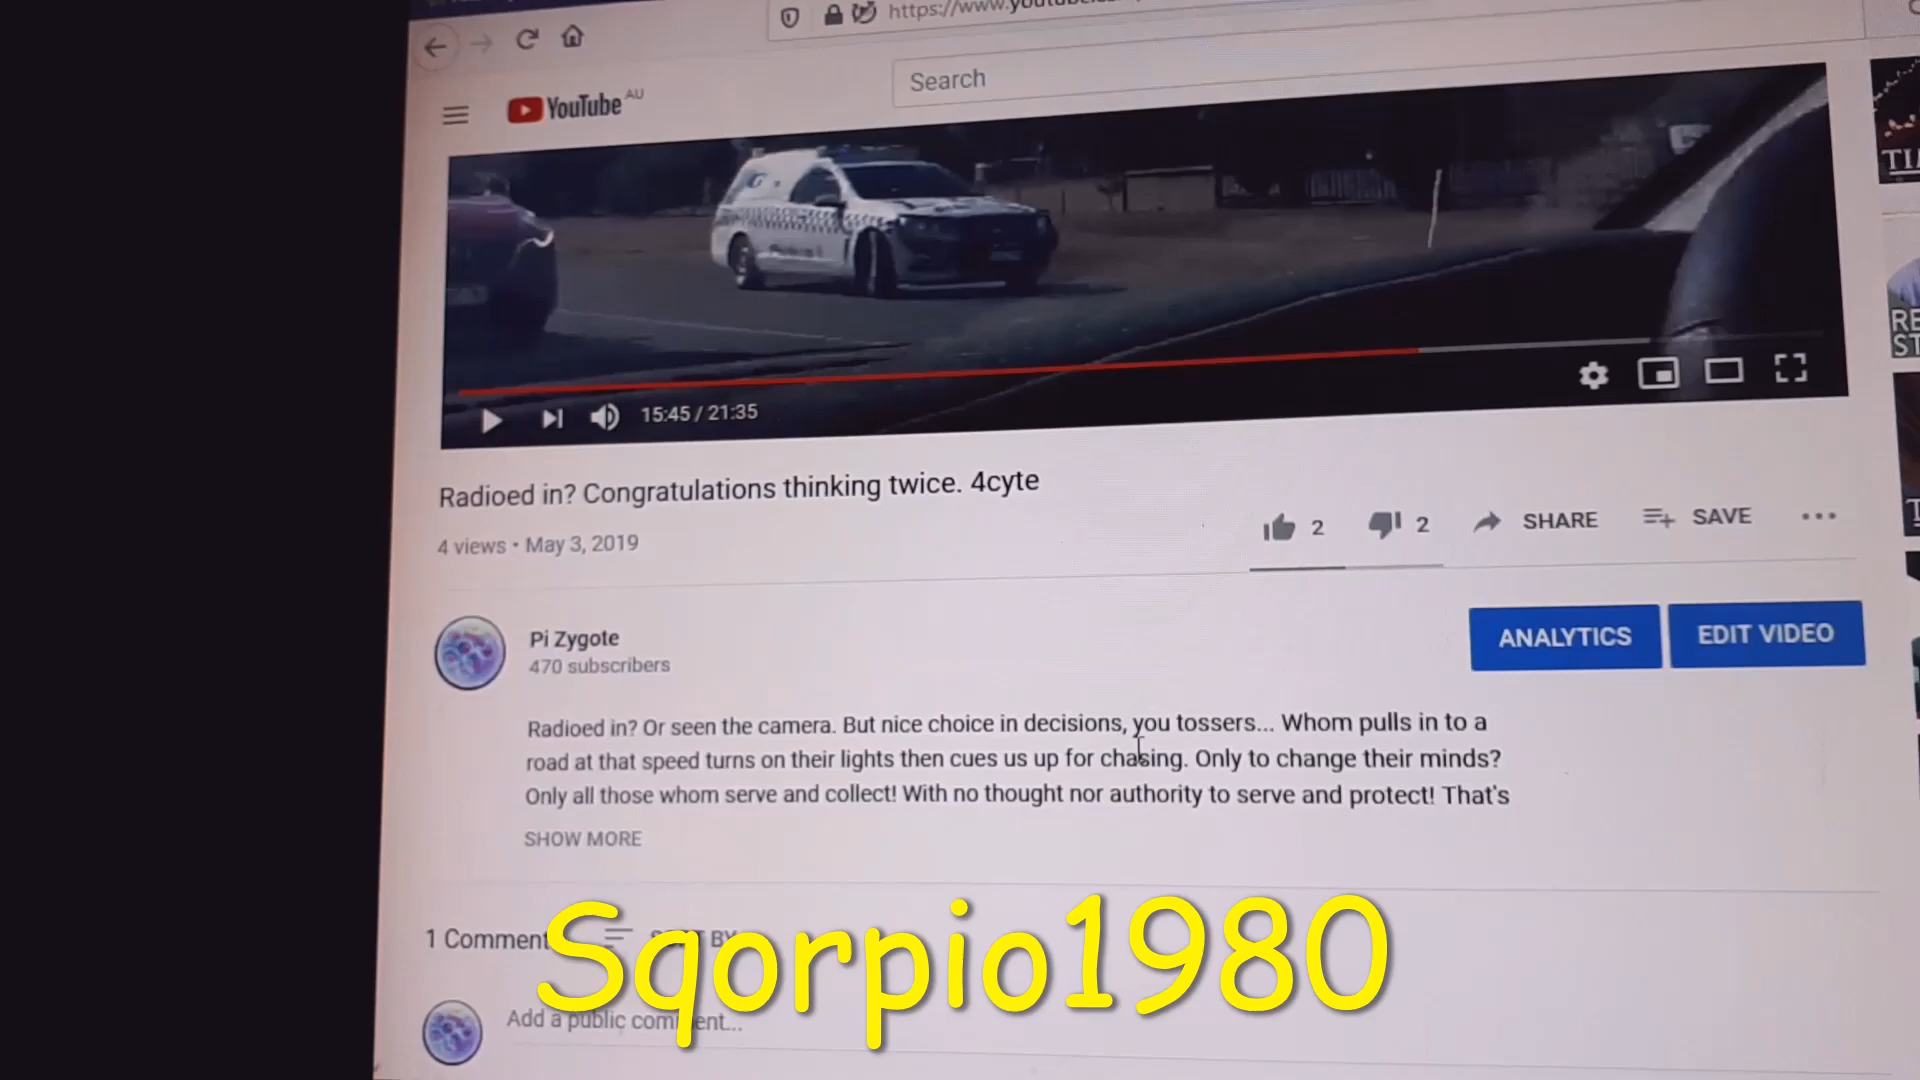 https://www.youtube.c
YouTube AU
Search
TI
RE
ST
15:45 / 21:35
Radioed in? Congratulations thinking twice. 4cyte
4 views • May 3, 2019
2
2
SHARE
SAVE
Pi Zygote
470 subscribers
ANALYTICS
EDIT VIDEO
Radioed in? Or seen the camera. But nice choice in decisions, you tossers... Whom pulls in to a
road at that speed turns on their lights then cues us up for chasing. Only to change their minds?
Only all those whom serve and collect! With no thought nor authority to serve and protect! That's
SHOW MORE
1 Comment
BY
Sqorpio1980
Add a public comment...